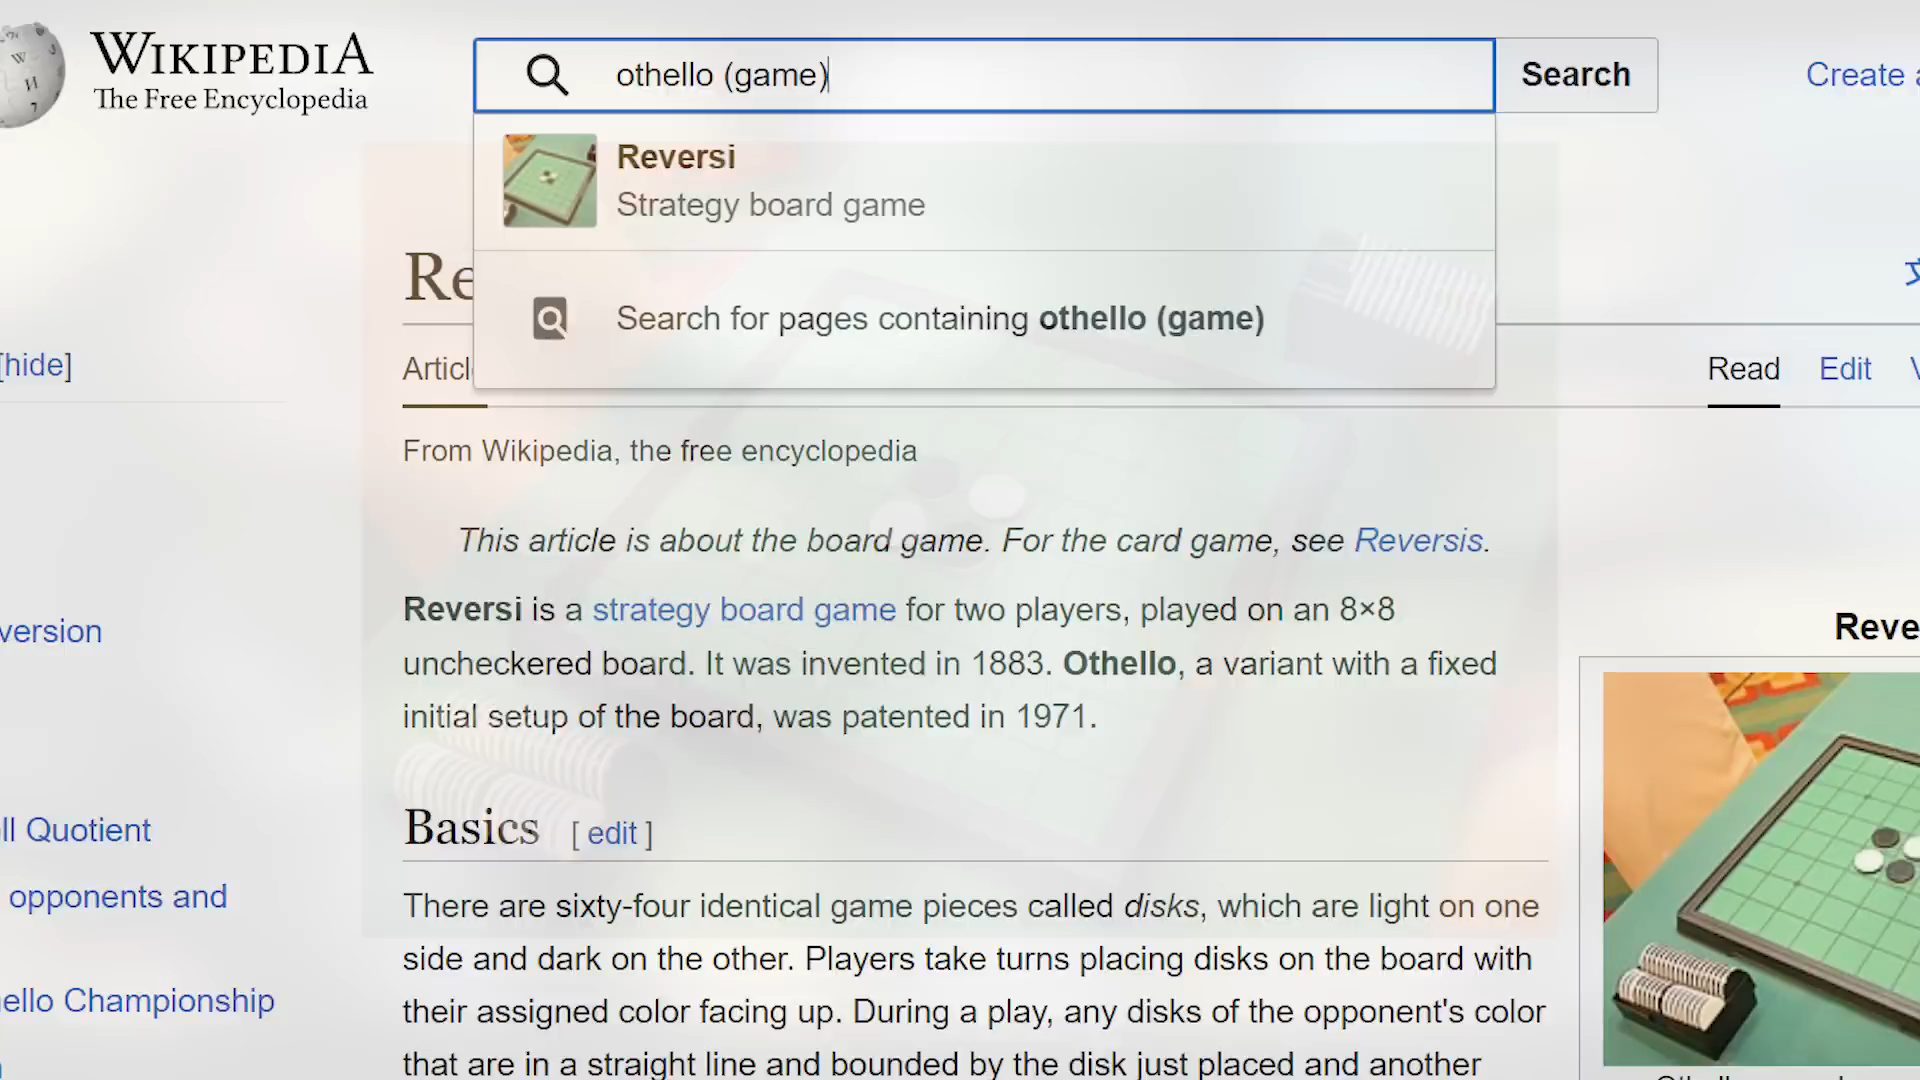 WIKIPEDIA
The Free Encyclopedia
othello (game)
Search
Create
Reversi
Strategy board game
Search for pages containing othello (game)
Re
[hide]
Articl
Read
Edit
From Wikipedia, the free encyclopedia
This article is about the board game. For the card game, see Reversis.
Reversi is a strategy board game for two players, played on an 8×8
uncheckered board. It was invented in 1883. Othello, a variant with a fixed
initial setup of the board, was patented in 1971.
version
Reve
ll Quotient
opponents and
ello Championship
Basics [ edit ]
There are sixty-four identical game pieces called disks, which are light on one
side and dark on the other. Players take turns placing disks on the board with
their assigned color facing up. During a play, any disks of the opponent's color
that are in a straight line and bounded by the disk just placed and another